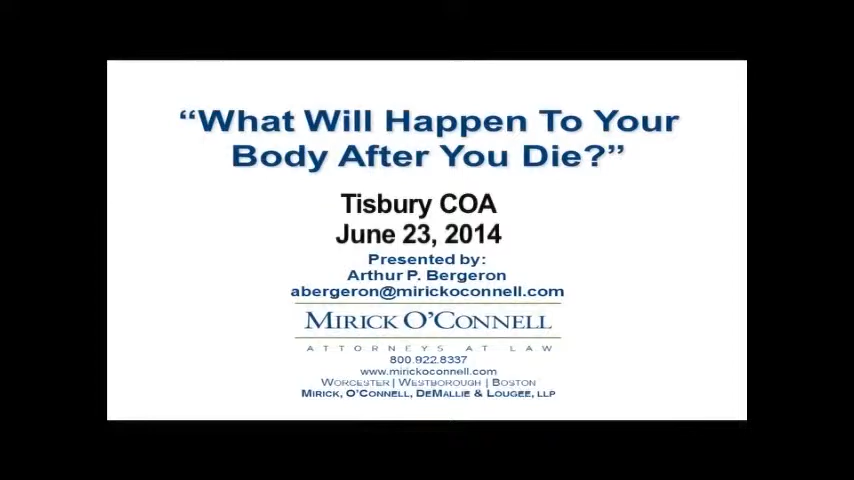 “What Will Happen To Your
Body After You Die?”
Tisbury COA
June 23, 2014
Presented by:
Arthur P. Bergeron
abergeron@mirickoconnell.com
MIRICK O'CONNELL
ATTORNEYS AT LAW
800.922.8337
www.mirickoconnell.com
WORCESTER | WESTBOROUGH | BOSTON
MIRICK, O'CONNELL, DEMALLIE & LOUGEE, LLP